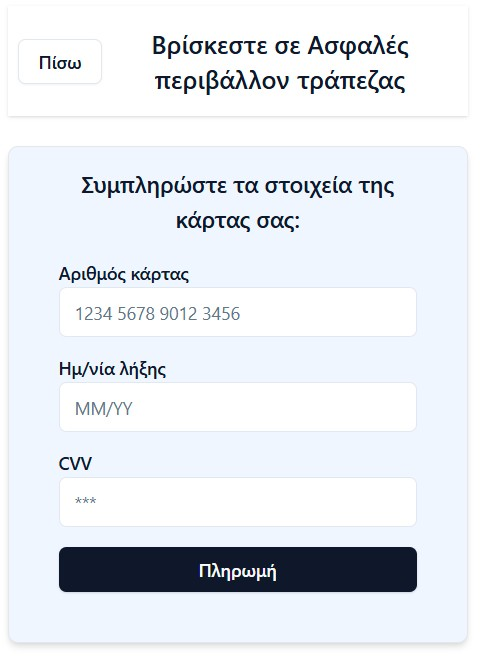 Πίσω
Βρίσκεστε σε Ασφαλές
περιβάλλον τράπεζας
Συμπληρώστε τα στοιχεία της
κάρτας σας:
Αριθμός κάρτας
1234 5678 9012 3456
Ημ/νία λήξης
MM/YY
CVV
***
Πληρωμή